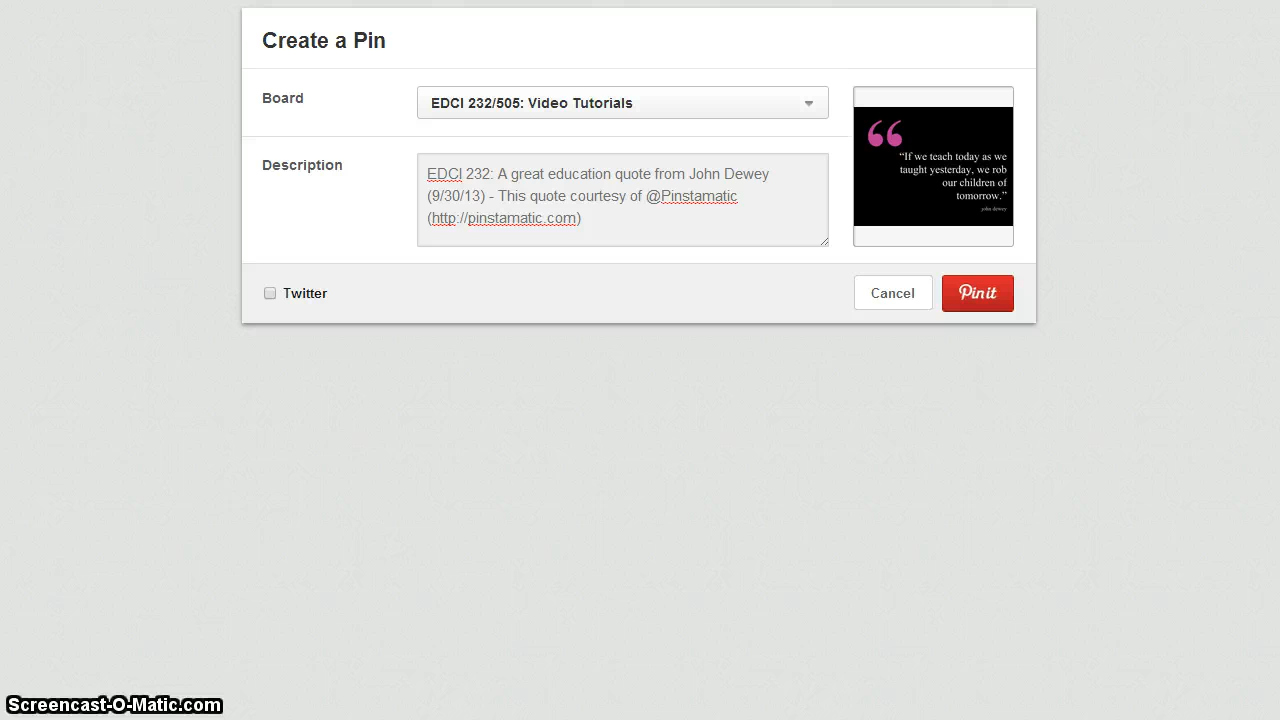 Create a Pin
Board
EDCI 232/505: Video Tutorials
“If we teach today as we
taught yesterday, we rob
our children of
tomorrow.”
john dewey
Description
EDCI 232: A great education quote from John Dewey
(9/30/13) - This quote courtesy of @Pinstamatic
(http://pinstamatic.com)
Twitter
Cancel
Pin it
Screencast-O-Matic.com